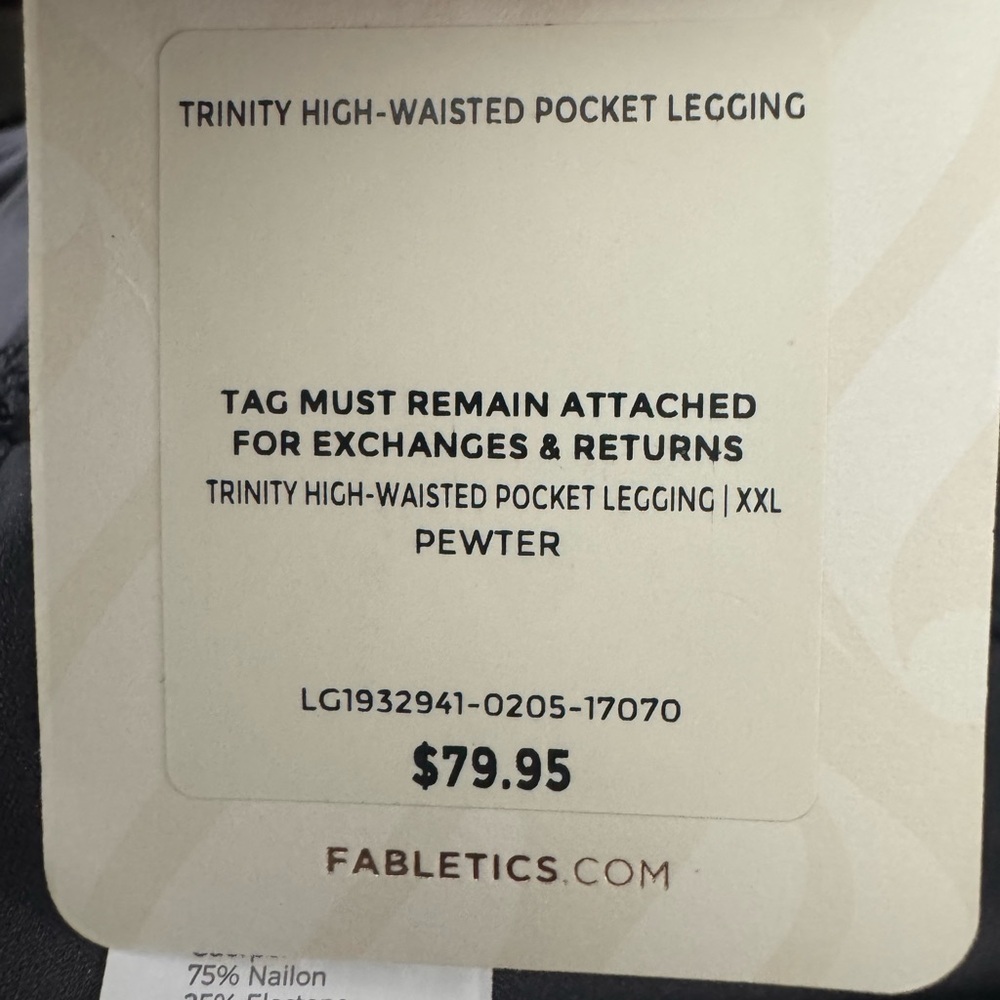 TRINITY HIGH-WAISTED POCKET LEGGING
TAG MUST REMAIN ATTACHED
FOR EXCHANGES & RETURNS
TRINITY HIGH-WAISTED POCKET LEGGING | XXL
PEWTER
LG1932941-0205-17070
$79.95
FABLETICS.COM
75% Nailon